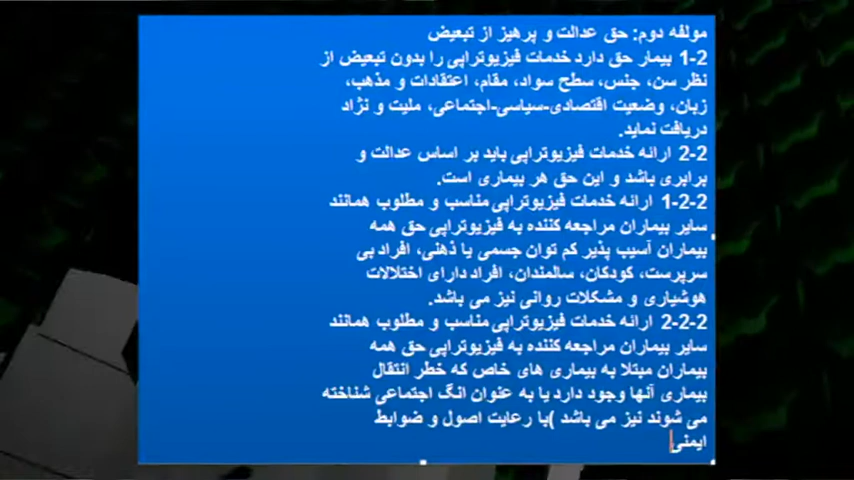 مولفه دوم: حق عدالت و پرهیز از تبعیض
1-2 بیمار حق دارد خدمات فیزیوتراپی را بدون تبعیض از
نظر سن، جنس، سطح سواد، مقام، اعتقادات و مذهب،
زبان، وضعیت اقتصادی-سیاسی-اجتماعی، ملیت و نژاد
دریافت نماید.
2-2 ارائه خدمات فیزیوتراپی باید بر اساس عدالت و
برابری باشد و این حق هر بیماری است.
1-2-2 ارائه خدمات فیزیوتراپی مناسب و مطلوب همانند
سایر بیماران مراجعه کننده به فیزیوتراپی حق همه
بیماران آسیب پذیر کم توان جسمی یا ذهنی، افراد بی
سرپرست، کودکان، سالمندان، افراد دارای اختلالات
هوشیاری و مشکلات روانی نیز می باشد.
2-2-2 ارائه خدمات فیزیوتراپی مناسب و مطلوب همانند
سایر بیماران مراجعه کننده به فیزیوتراپی حق همه
بیماران مبتلا به بیماری های خاص که خطر انتقال
بیماری آنها وجود دارد یا به عنوان انگ اجتماعی شناخته
می شوند نیز می باشد )با رعایت اصول و ضوابط
ایمنی